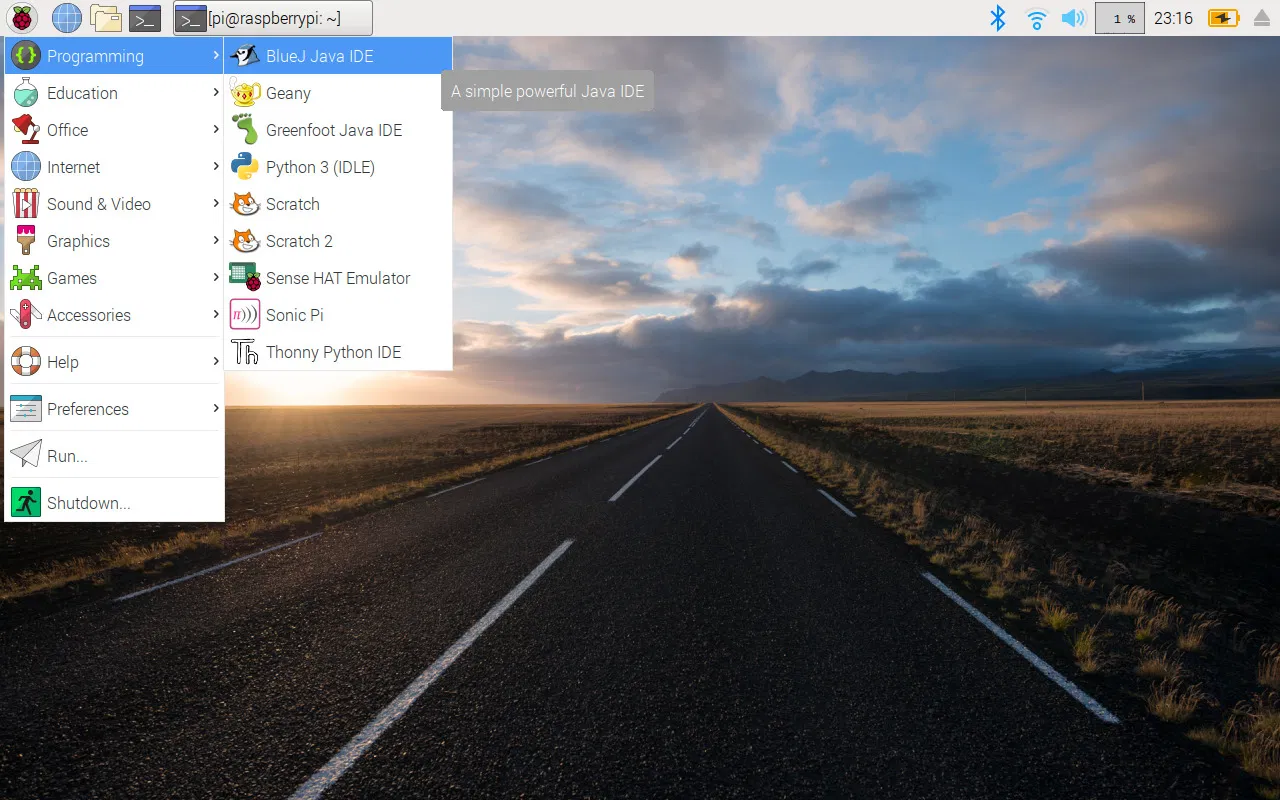 [pi@raspberrypi: ~]
1 %
23:16
Programming
Education
Office
Internet
Sound & Video
Graphics
Games
Accessories
Help
Preferences
Run...
Shutdown...
BlueJ Java IDE
Geany
Greenfoot Java IDE
Python 3 (IDLE)
Scratch
Scratch 2
Sense HAT Emulator
Sonic Pi
Thonny Python IDE
A simple powerful Java IDE